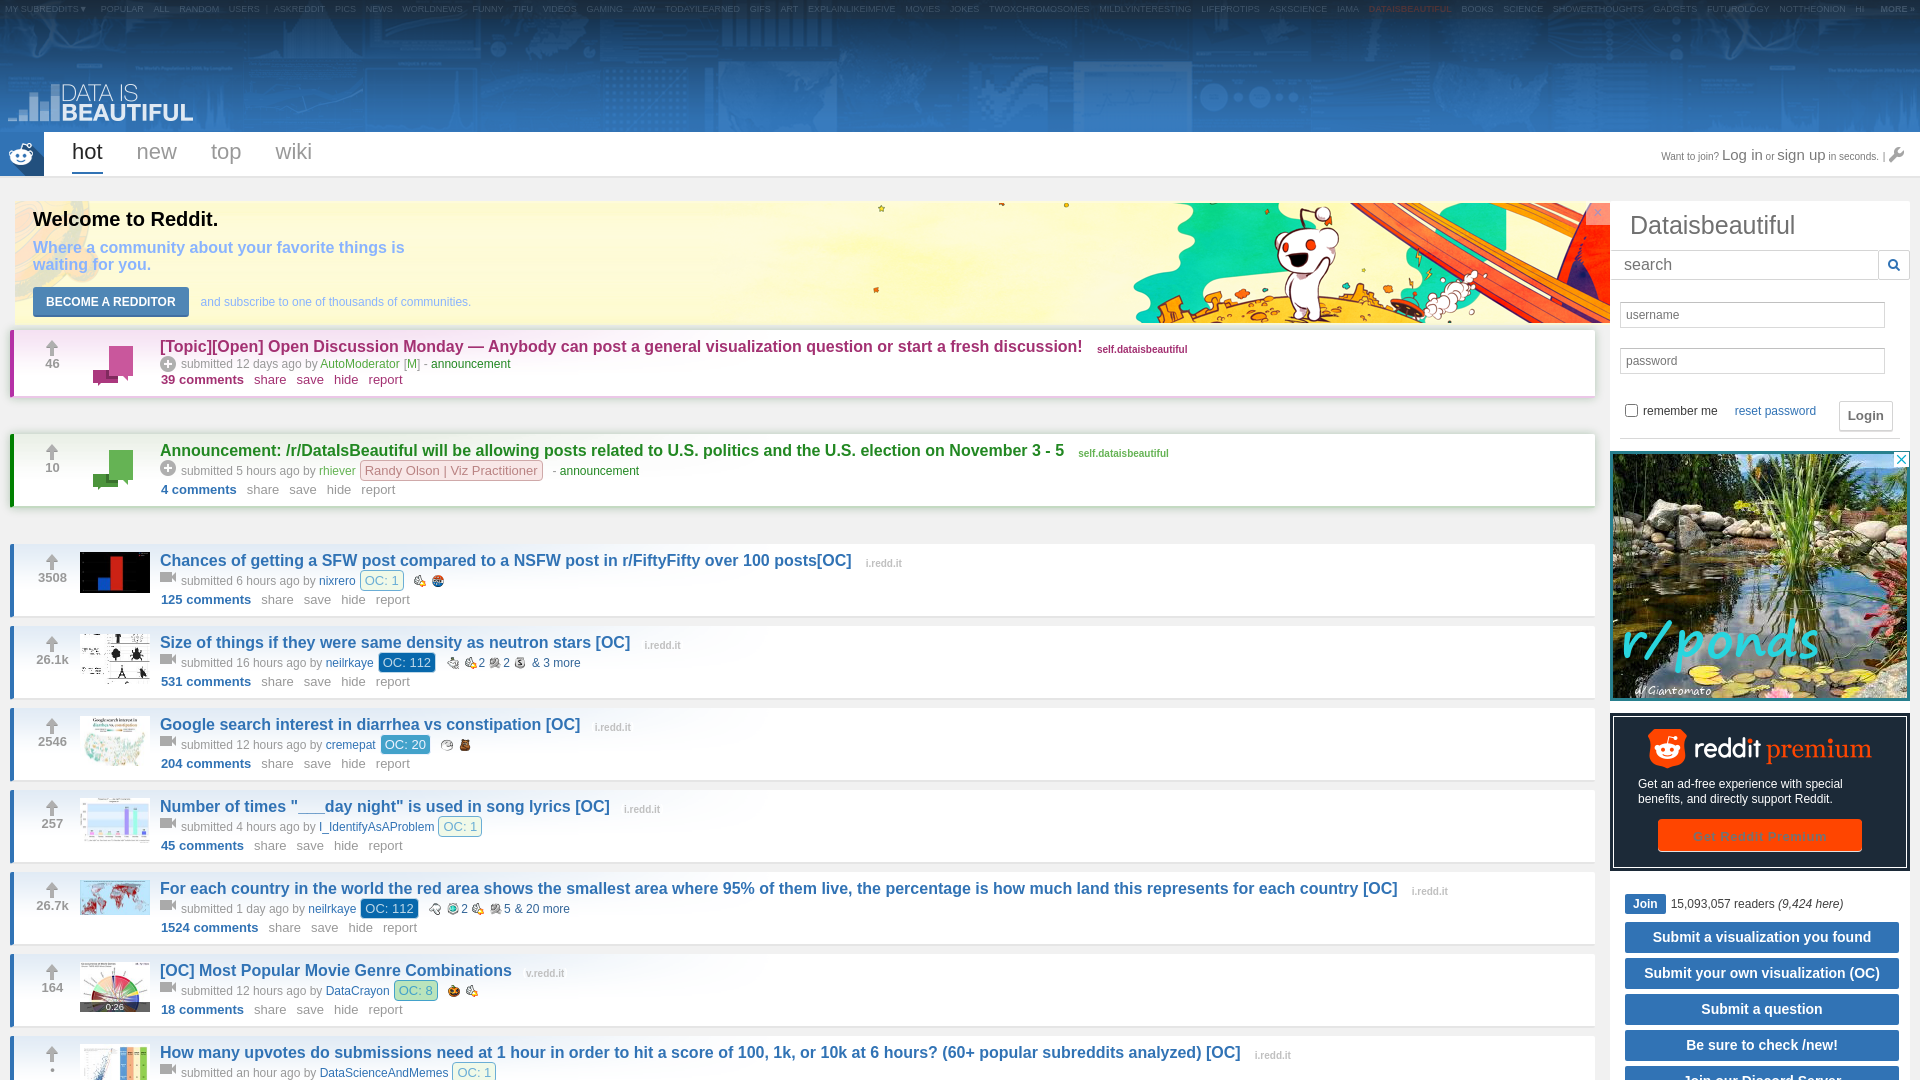 MY SUBREDDITS ▾ POPULAR ALL RANDOM USERS | ASKREDDIT PICS NEWS WORLDNEWS FUNNY TIFU VIDEOS GAMING AWW TODAYILEARNED GIFS ART EXPLAINLIKEIMFIVE MOVIES JOKES TWOXCHROMOSOMES MILDLYINTERESTING LIFEPROTIPS ASKSCIENCE IAMA DATAISBEAUTIFUL BOOKS SCIENCE SHOWERTHOUGHTS GADGETS FUTUROLOGY NOTTHEONION HI MORE »
DATA IS
BEAUTIFUL
hot new top wiki
Want to join? Log in or sign up in seconds. |
Welcome to Reddit.
Where a community about your favorite things is
waiting for you.
BECOME A REDDITOR and subscribe to one of thousands of communities.
×
[Topic][Open] Open Discussion Monday — Anybody can post a general visualization question or start a fresh discussion! self.dataisbeautiful
46
submitted 12 days ago by AutoModerator [M] - announcement
39 comments share save hide report
Announcement: /r/DataIsBeautiful will be allowing posts related to U.S. politics and the U.S. election on November 3 - 5 self.dataisbeautiful
10
submitted 5 hours ago by rhiever Randy Olson | Viz Practitioner - announcement
4 comments share save hide report
Chances of getting a SFW post compared to a NSFW post in r/FiftyFifty over 100 posts[OC] i.redd.it
3508
submitted 6 hours ago by nixrero OC: 1
125 comments share save hide report
Size of things if they were same density as neutron stars [OC] i.redd.it
26.1k
submitted 16 hours ago by neilrkaye OC: 112 2 2 & 3 more
531 comments share save hide report
Google search interest in diarrhea vs constipation [OC] i.redd.it
2546
submitted 12 hours ago by cremepat OC: 20
204 comments share save hide report
Number of times "___day night" is used in song lyrics [OC] i.redd.it
257
submitted 4 hours ago by I_IdentifyAsAProblem OC: 1
45 comments share save hide report
For each country in the world the red area shows the smallest area where 95% of them live, the percentage is how much land this represents for each country [OC] i.redd.it
26.7k
submitted 1 day ago by neilrkaye OC: 112 2 5 & 20 more
1524 comments share save hide report
[OC] Most Popular Movie Genre Combinations v.redd.it
164
0:26
submitted 12 hours ago by DataCrayon OC: 8
18 comments share save hide report
How many upvotes do submissions need at 1 hour in order to hit a score of 100, 1k, or 10k at 6 hours? (60+ popular subreddits analyzed) [OC] i.redd.it
•
submitted an hour ago by DataScienceAndMemes OC: 1
Dataisbeautiful
search
username
password
remember me reset password Login
r/ponds
di Giantomato
reddit premium
Get an ad-free experience with special
benefits, and directly support Reddit.
Get Reddit Premium
Join 15,093,057 readers (9,424 here)
Submit a visualization you found
Submit your own visualization (OC)
Submit a question
Be sure to check /new!
Join our Discord Server